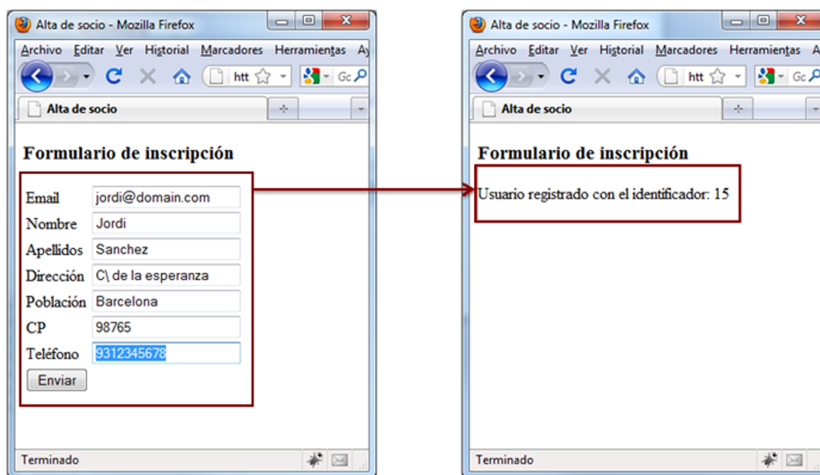 Alta de socio - Mozilla Firefox
Archivo Editar Ver Historial Marcadores Herramientas Ay
htt
Gc
Alta de socio
Formulario de inscripción
Email jordi@domain.com
Nombre Jordi
Apellidos Sanchez
Dirección C\ de la esperanza
Población Barcelona
CP 98765
Teléfono 9312345678
Enviar
Terminado
Alta de socio - Mozilla Firefox
Archivo Editar Ver Historial Marcadores Herramientas A
htt
Gc
Alta de socio
Formulario de inscripción
Usuario registrado con el identificador: 15
Terminado